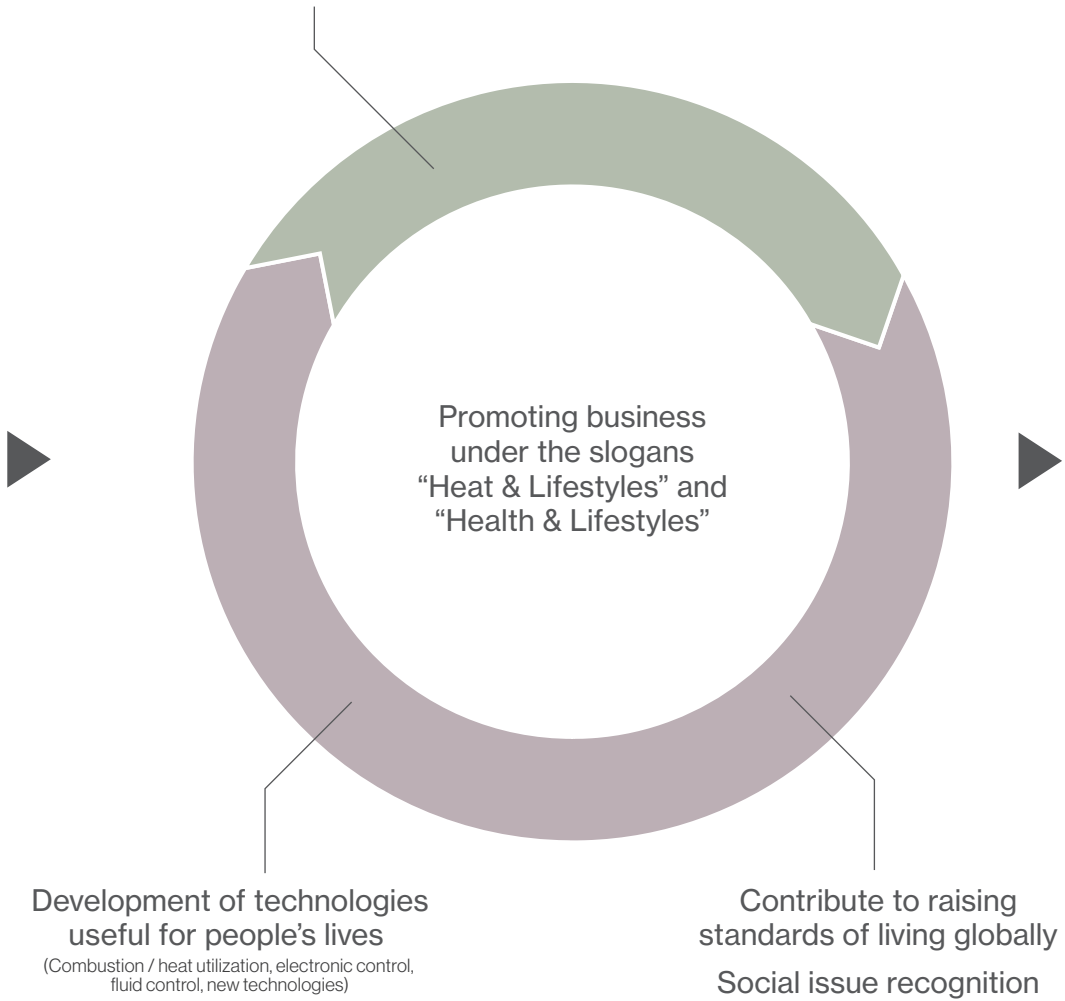 Promoting business
under the slogans
“Heat & Lifestyles” and
“Health & Lifestyles”
Development of technologies
useful for people’s lives
(Combustion / heat utilization, electronic control,
fluid control, new technologies)
Contribute to raising
standards of living globally
Social issue recognition